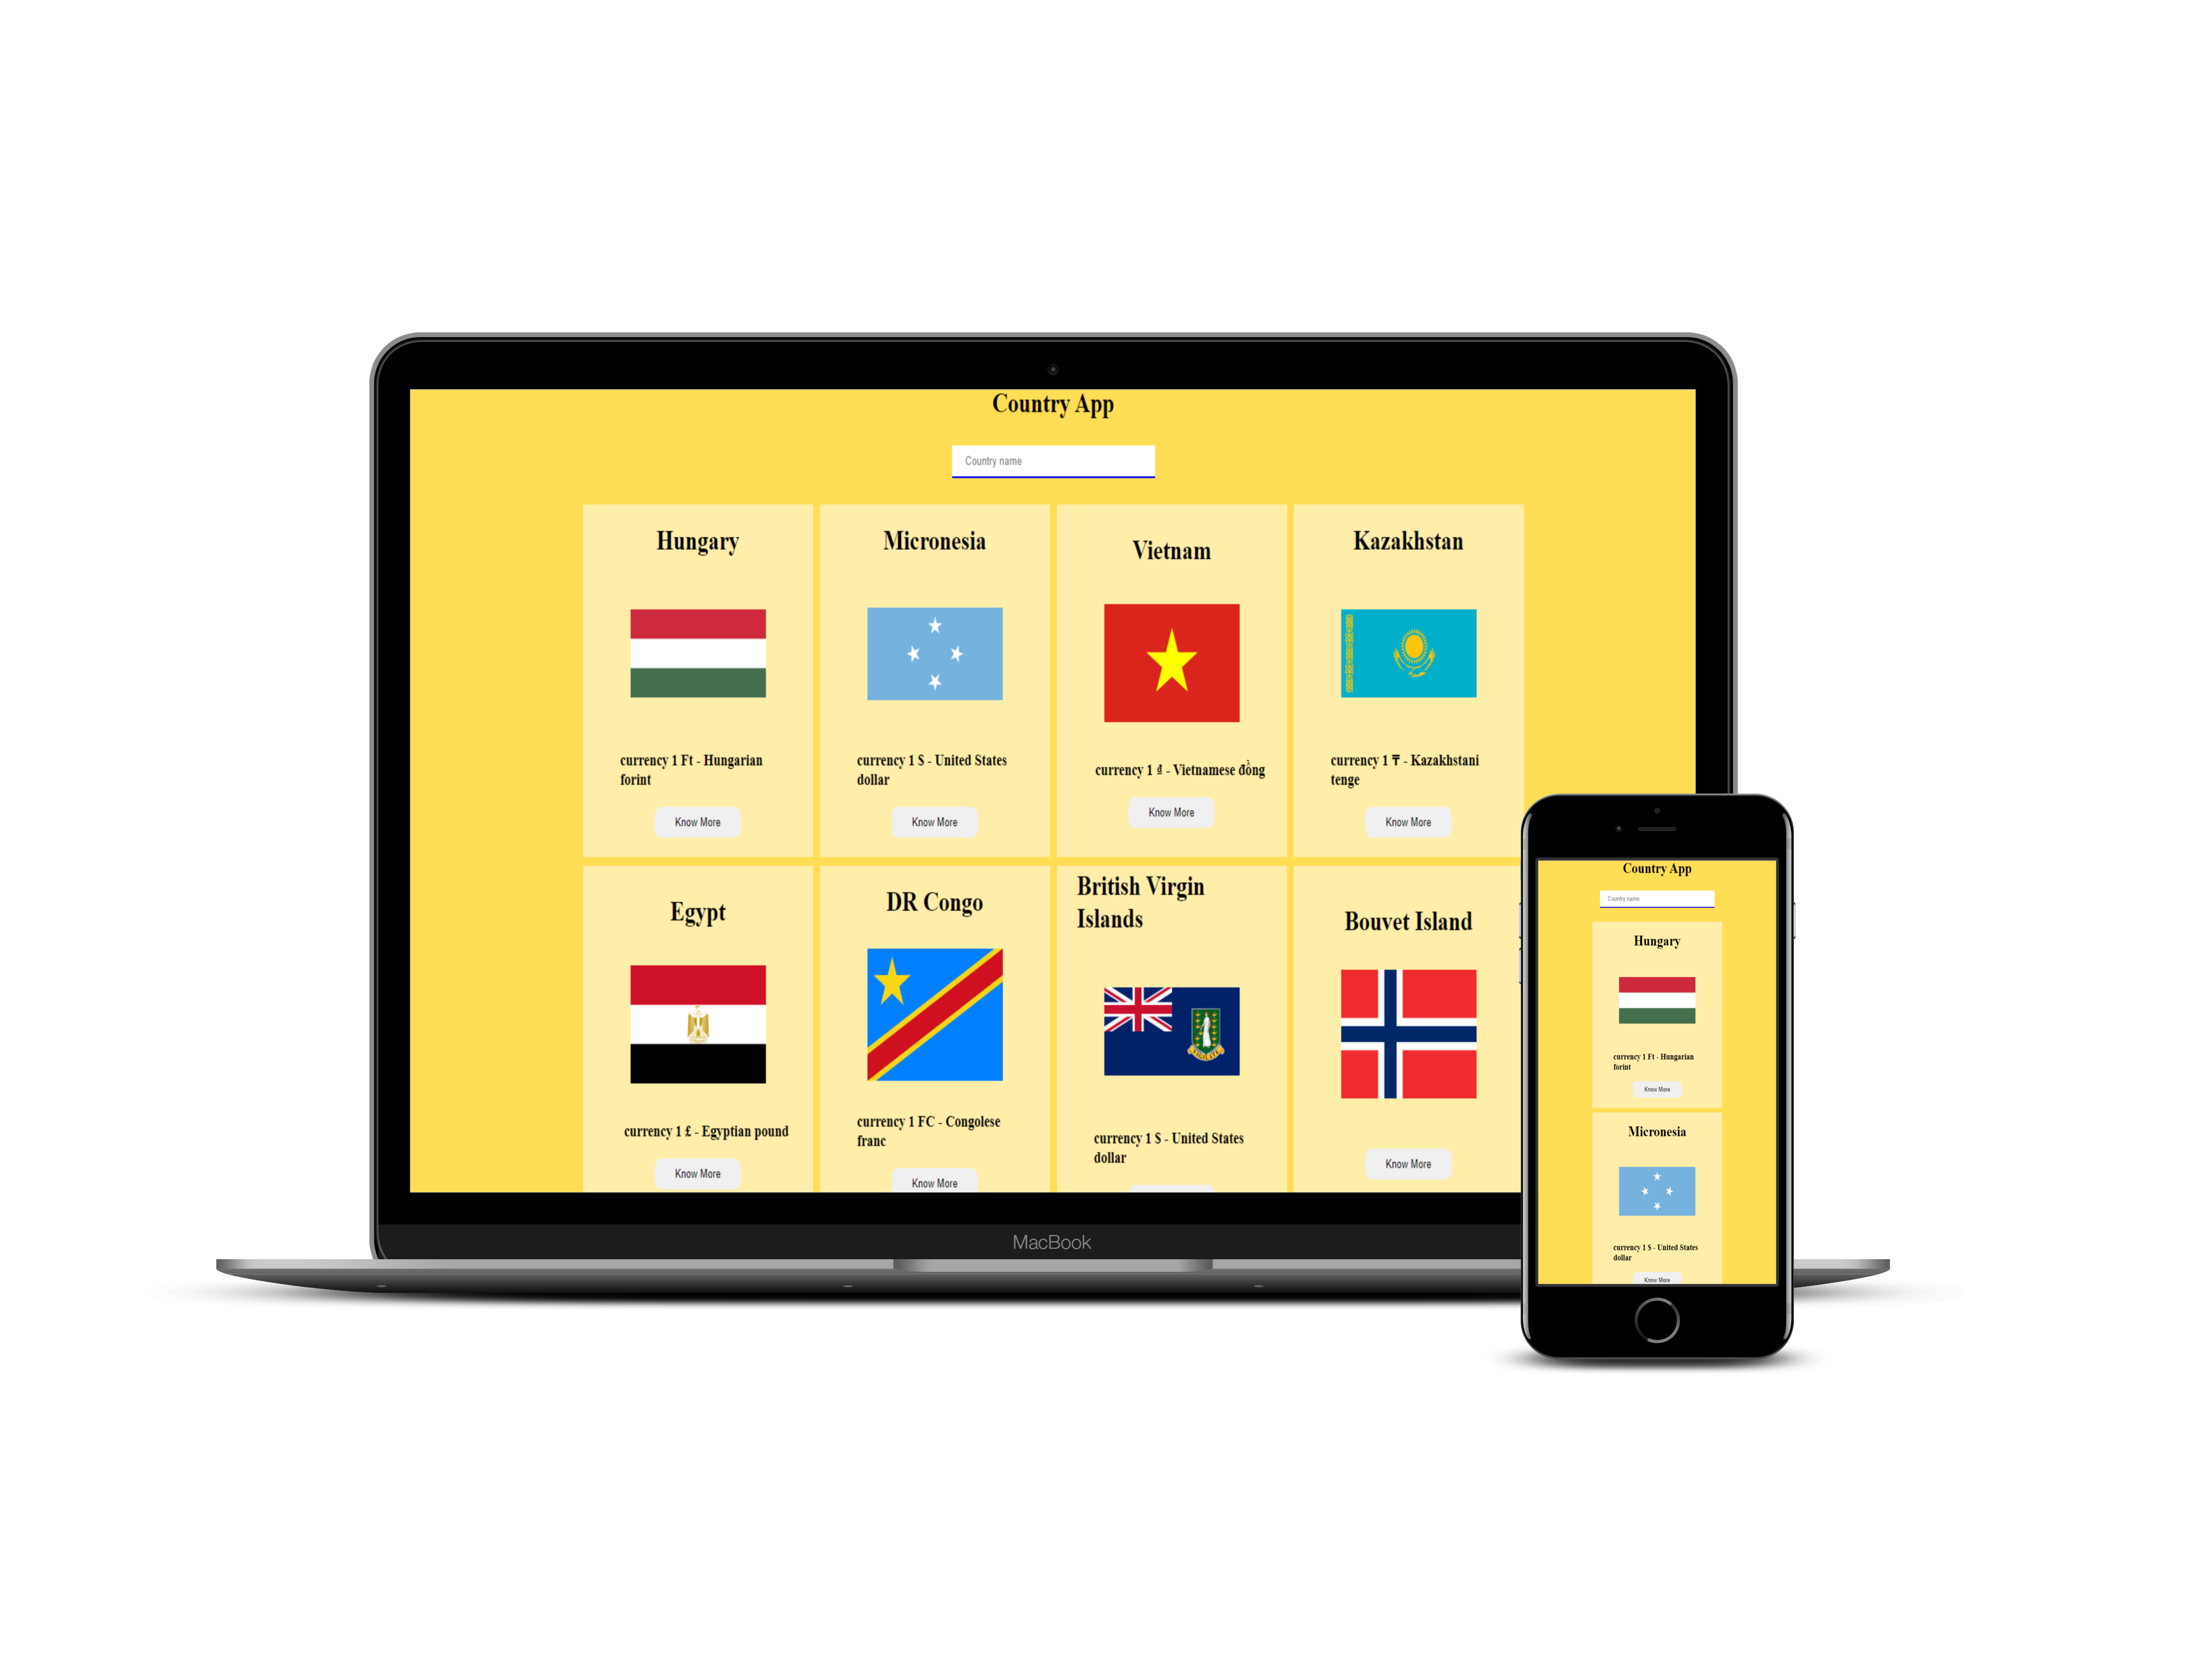 Country App
Country name
Hungary
currency 1 Ft - Hungarian
forint
Know More
Micronesia
currency 1 $ - United States
dollar
Know More
Vietnam
currency 1 ₫ - Vietnamese đồng
Know More
Kazakhstan
currency 1 ₸ - Kazakhstani
tenge
Know More
Egypt
currency 1 £ - Egyptian pound
Know More
DR Congo
currency 1 FC - Congolese
franc
Know More
British Virgin
Islands
currency 1 $ - United States
dollar
Bouvet Island
Know More
MacBook
Country App
Country name
Hungary
currency 1 Ft - Hungarian
forint
Know More
Micronesia
currency 1 $ - United States
dollar
Know More